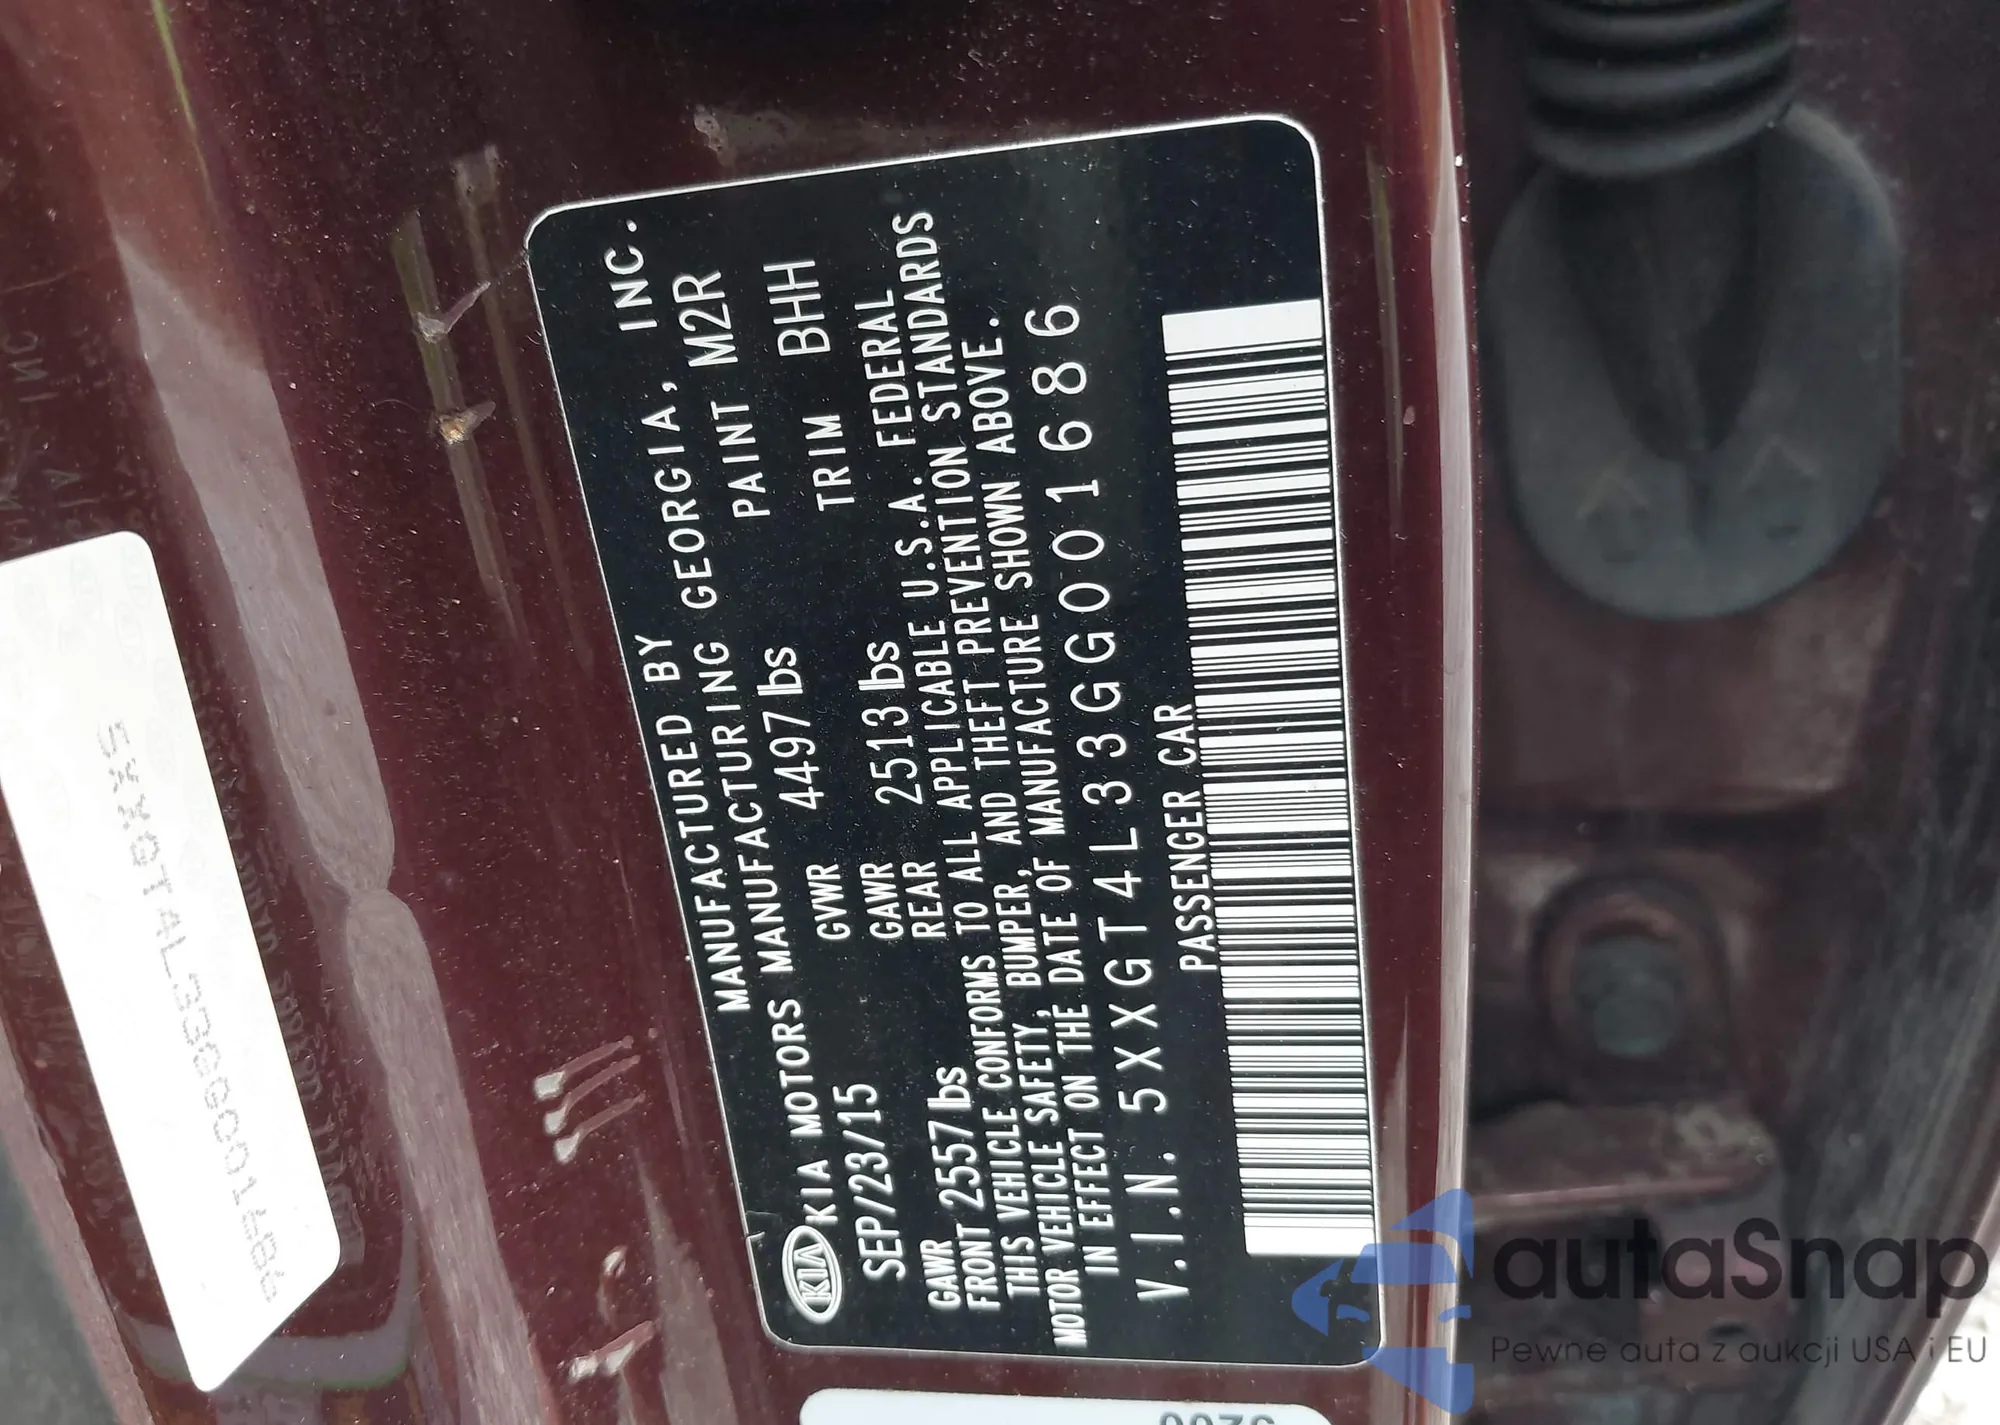 MANUFACTURED BY
KIA KIA MOTORS MANUFACTURING GEORGIA, INC.
SEP/23/15 GVWR 4497 lbs PAINT M2R
GAWR FRONT 2557 lbs GAWR REAR 2513 lbs TRIM BHH
THIS VEHICLE CONFORMS TO ALL APPLICABLE U.S.A. FEDERAL
MOTOR VEHICLE SAFETY, BUMPER, AND THEFT PREVENTION STANDARDS
IN EFFECT ON THE DATE OF MANUFACTURE SHOWN ABOVE.
V.I.N. 5XXGT4L33GG001686
PASSENGER CAR
5XXGT4L33GG001686
autaSnap
Pewne auta z aukcji USA i EU